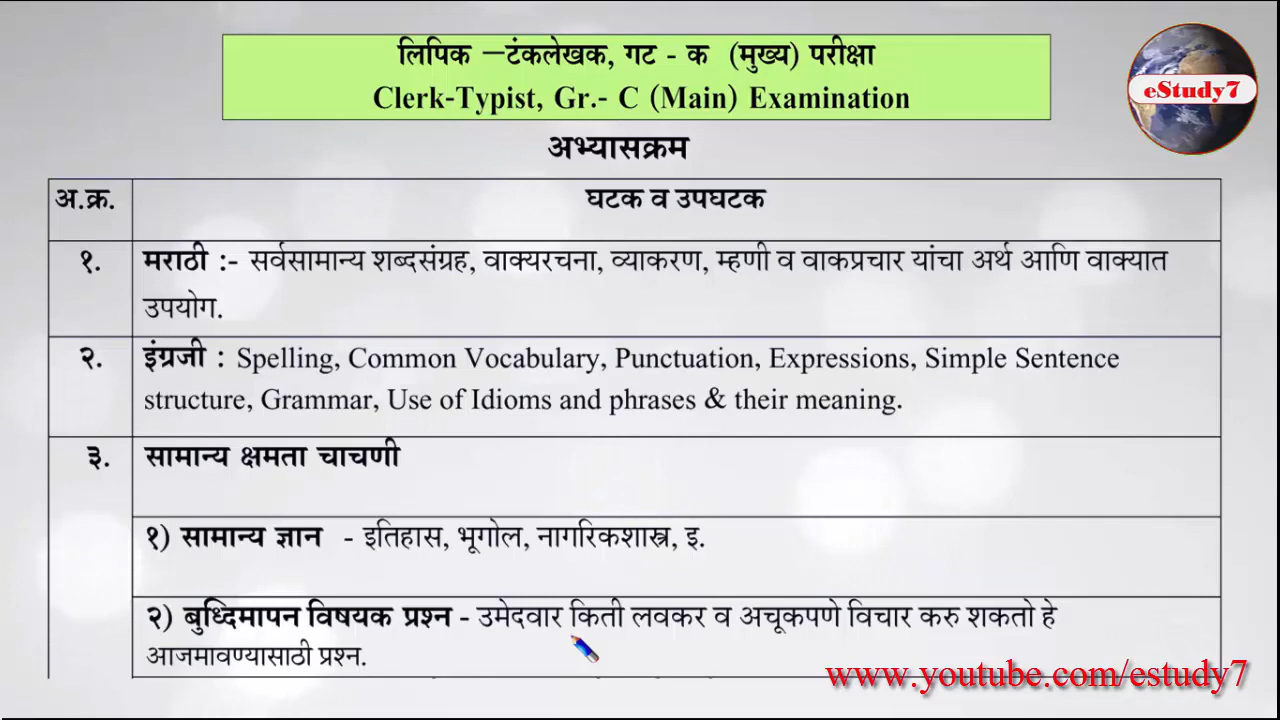 लिपिक –टंकलेखक, गट - क (मुख्य) परीक्षा
Clerk-Typist, Gr.- C (Main) Examination
eStudy7
अभ्यासक्रम
अ.क्र. घटक व उपघटक
१. मराठी :- सर्वसामान्य शब्दसंग्रह, वाक्यरचना, व्याकरण, म्हणी व वाकप्रचार यांचा अर्थ आणि वाक्यात
उपयोग.
२. इंग्रजी : Spelling, Common Vocabulary, Punctuation, Expressions, Simple Sentence
structure, Grammar, Use of Idioms and phrases & their meaning.
३. सामान्य क्षमता चाचणी
१) सामान्य ज्ञान - इतिहास, भूगोल, नागरिकशास्त्र, इ.
२) बुध्दिमापन विषयक प्रश्न - उमेदवार किती लवकर व अचूकपणे विचार करु शकतो हे
आजमावण्यासाठी प्रश्न.
www.youtube.com/estudy7